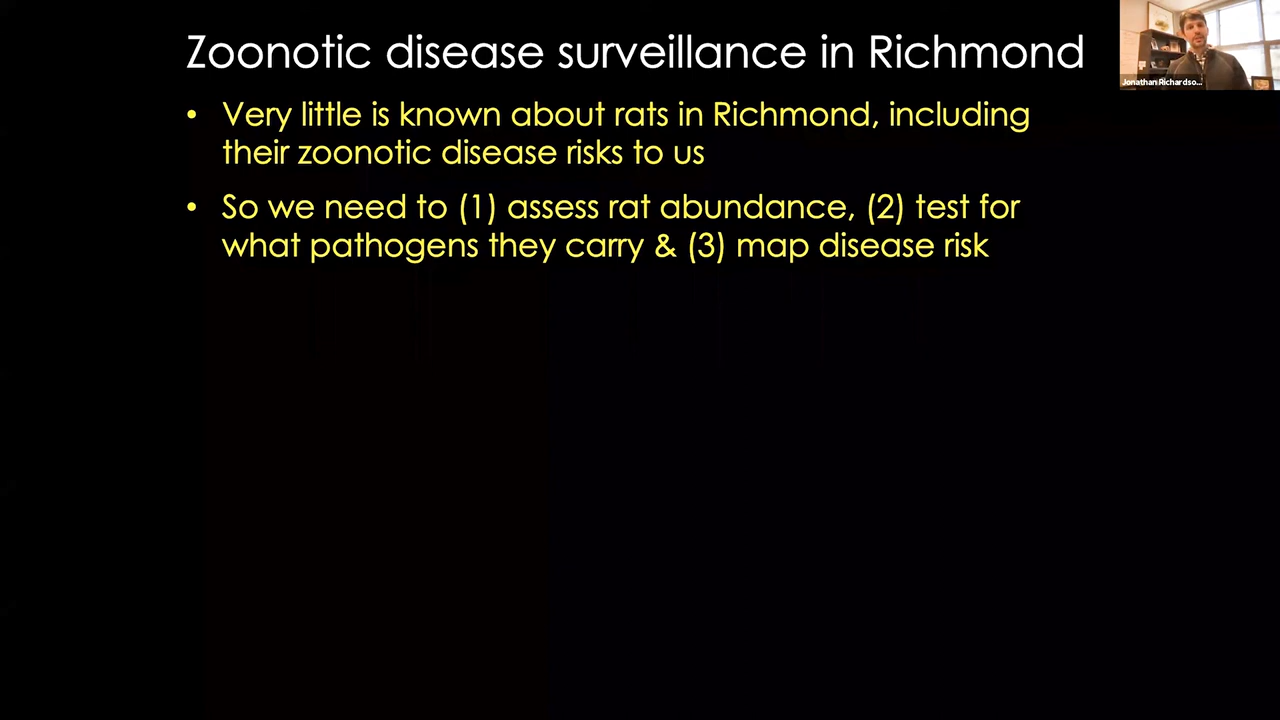 Zoonotic disease surveillance in Richmond
Jonathan Richardso...
• Very little is known about rats in Richmond, including
their zoonotic disease risks to us
• So we need to (1) assess rat abundance, (2) test for
what pathogens they carry & (3) map disease risk